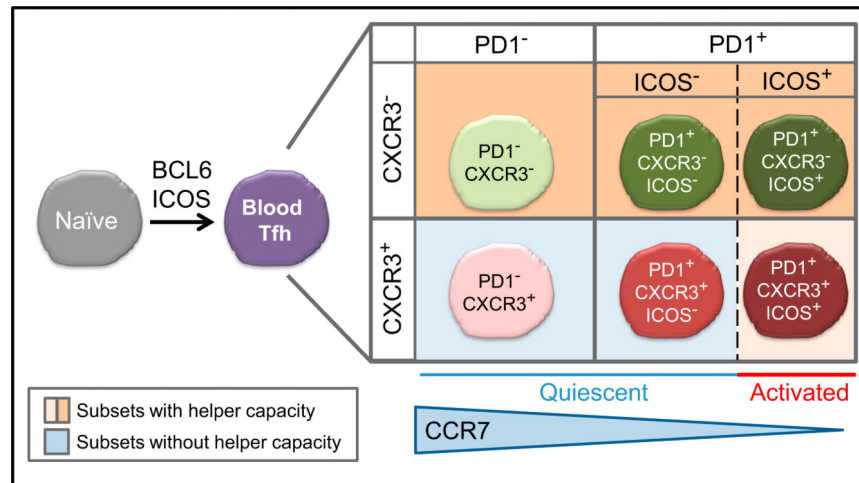 PD1⁻
PD1⁺
ICOS⁻
ICOS⁺
CXCR3⁻
PD1⁻
CXCR3⁻
PD1⁺
CXCR3⁻
ICOS⁻
PD1⁺
CXCR3⁻
ICOS⁺
Naïve
BCL6
ICOS
Blood
Tfh
CXCR3⁺
PD1⁻
CXCR3⁺
PD1⁺
CXCR3⁺
ICOS⁻
PD1⁺
CXCR3⁺
ICOS⁺
Quiescent
Activated
CCR7
Subsets with helper capacity
Subsets without helper capacity